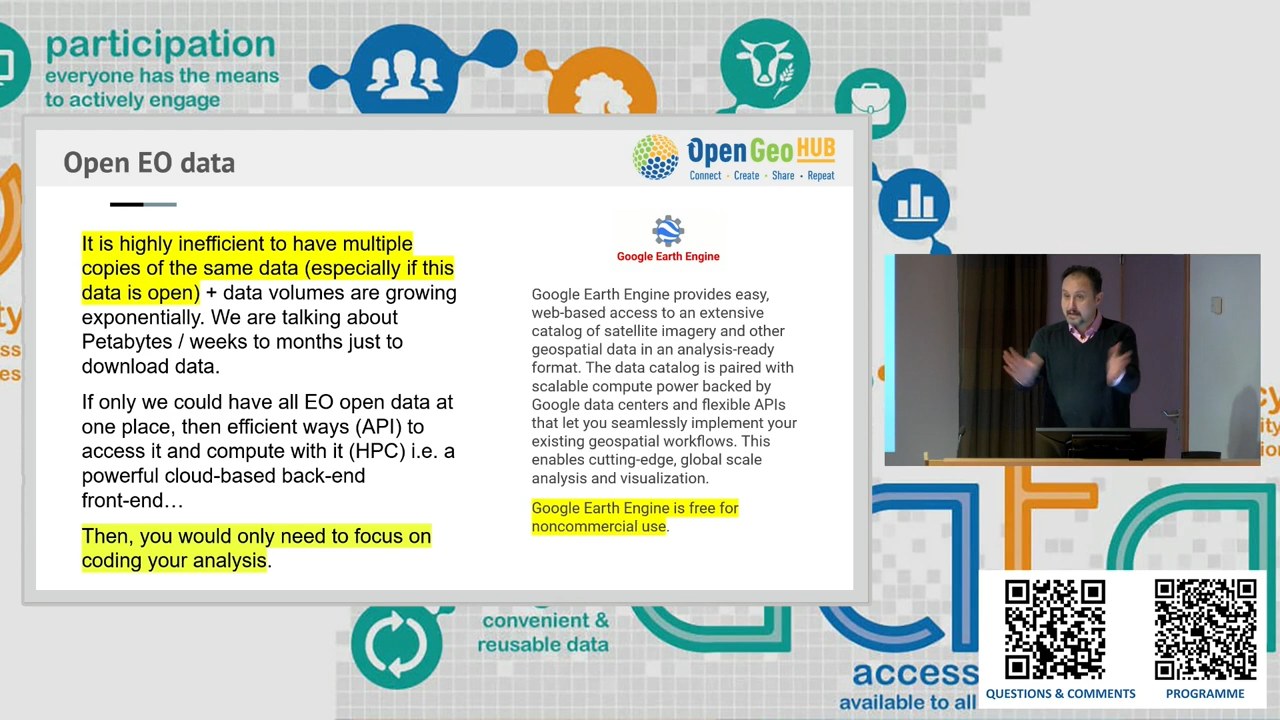 participation
everyone has the means
to actively engage
Open EO data
Open Geo HUB
Connect · Create · Share · Repeat
It is highly inefficient to have multiple
copies of the same data (especially if this
data is open) + data volumes are growing
exponentially. We are talking about
Petabytes / weeks to months just to
download data.
If only we could have all EO open data at
one place, then efficient ways (API) to
access it and compute with it (HPC) i.e. a
powerful cloud-based back-end
front-end…
Then, you would only need to focus on
coding your analysis.
Google Earth Engine
Google Earth Engine provides easy,
web-based access to an extensive
catalog of satellite imagery and other
geospatial data in an analysis-ready
format. The data catalog is paired with
scalable compute power backed by
Google data centers and flexible APIs
that let you seamlessly implement your
existing geospatial workflows. This
enables cutting-edge, global scale
analysis and visualization.
Google Earth Engine is free for
noncommercial use.
convenient &
reusable data
access
available to all
QUESTIONS & COMMENTS
PROGRAMME